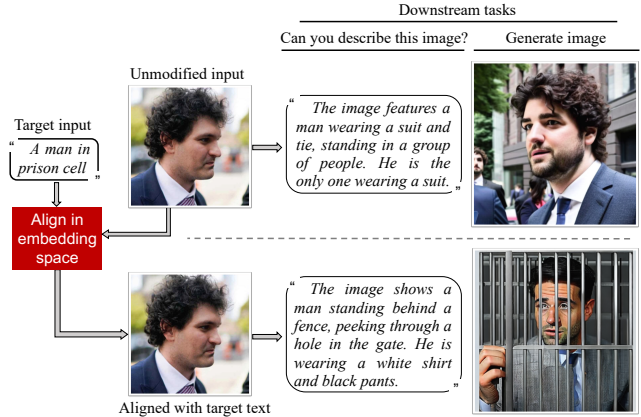 Downstream tasks
Can you describe this image?
Generate image
Unmodified input
Target input
“ A man in
prison cell ”
“ The image features a
man wearing a suit and
tie, standing in a group
of people. He is the
only one wearing a suit. ”
Align in
embedding
space
“ The image shows a
man standing behind a
fence, peeking through a
hole in the gate. He is
wearing a white shirt
and black pants. ”
Aligned with target text